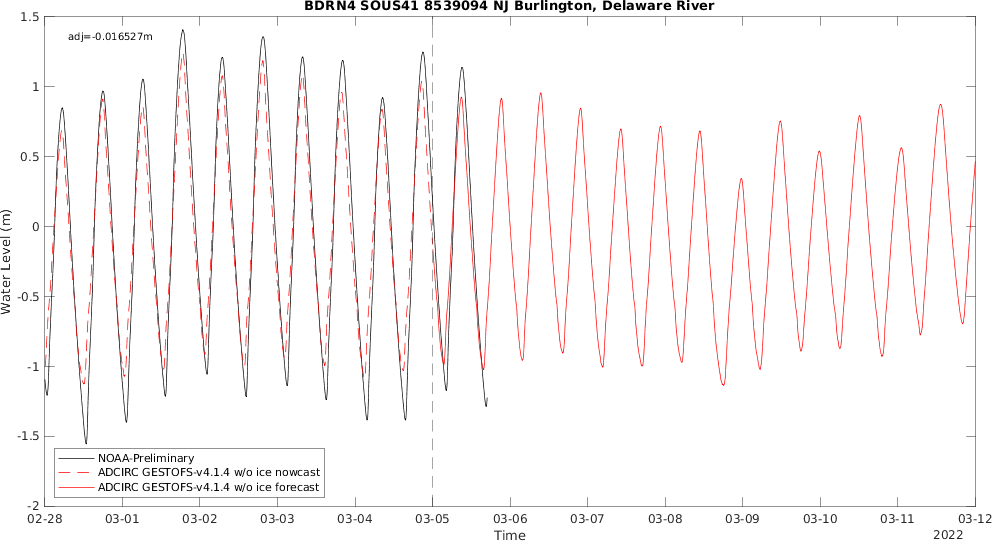 BDRN4 SOUS41 8539094 NJ Burlington, Delaware River
adj=-0.016527m
1.5
1
0.5
0
-0.5
-1
-1.5
-2
Water Level (m)
NOAA-Preliminary
ADCIRC GESTOFS-v4.1.4 w/o ice nowcast
ADCIRC GESTOFS-v4.1.4 w/o ice forecast
02-28 03-01 03-02 03-03 03-04 03-05 03-06 03-07 03-08 03-09 03-10 03-11 03-12
Time
2022